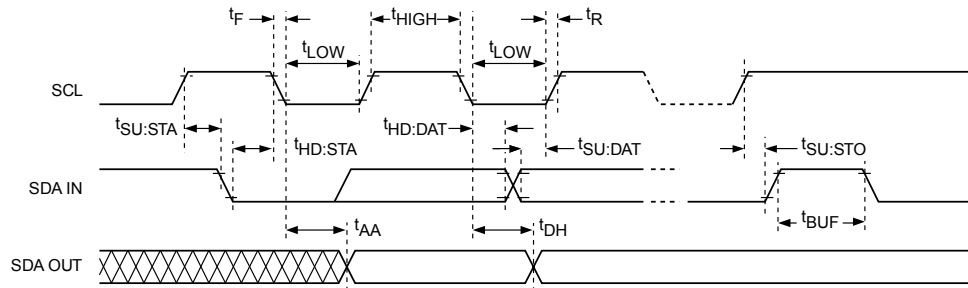 tF tHIGH tR
tLOW tLOW
SCL
tSU:STA tHD:STA tHD:DAT tSU:DAT tSU:STO
SDA IN
tAA tDH tBUF
SDA OUT